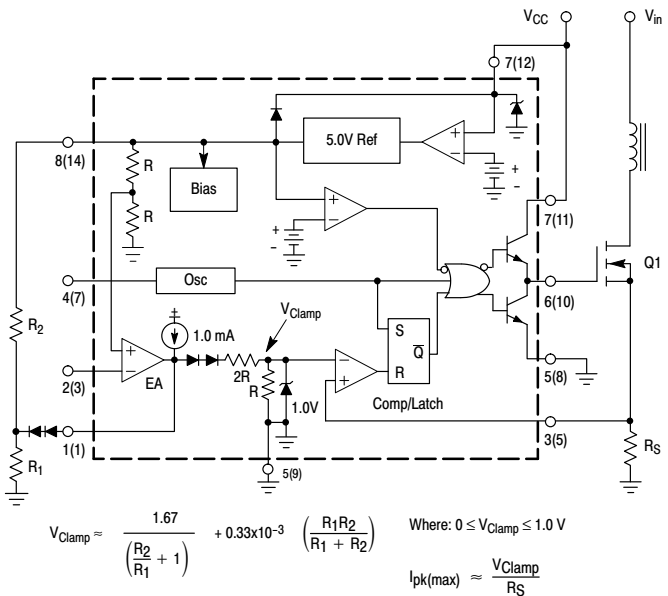 VCC
Vin
7(12)
5.0V Ref
+
-
+
-
8(14)
R
Bias
R
+
-
+
-
7(11)
Q1
4(7)
Osc
6(10)
VClamp
1.0 mA
S
Q
R
R2
+
-
EA
2R
R
1.0V
-
+
Comp/Latch
5(8)
2(3)
1(1)
3(5)
R1
5(9)
RS
VClamp ≈ 1.67 / (R2/R1 + 1) + 0.33x10-3 (R1R2 / R1 + R2)
Where: 0 ≤ VClamp ≤ 1.0 V
Ipk(max) ≈ VClamp / RS